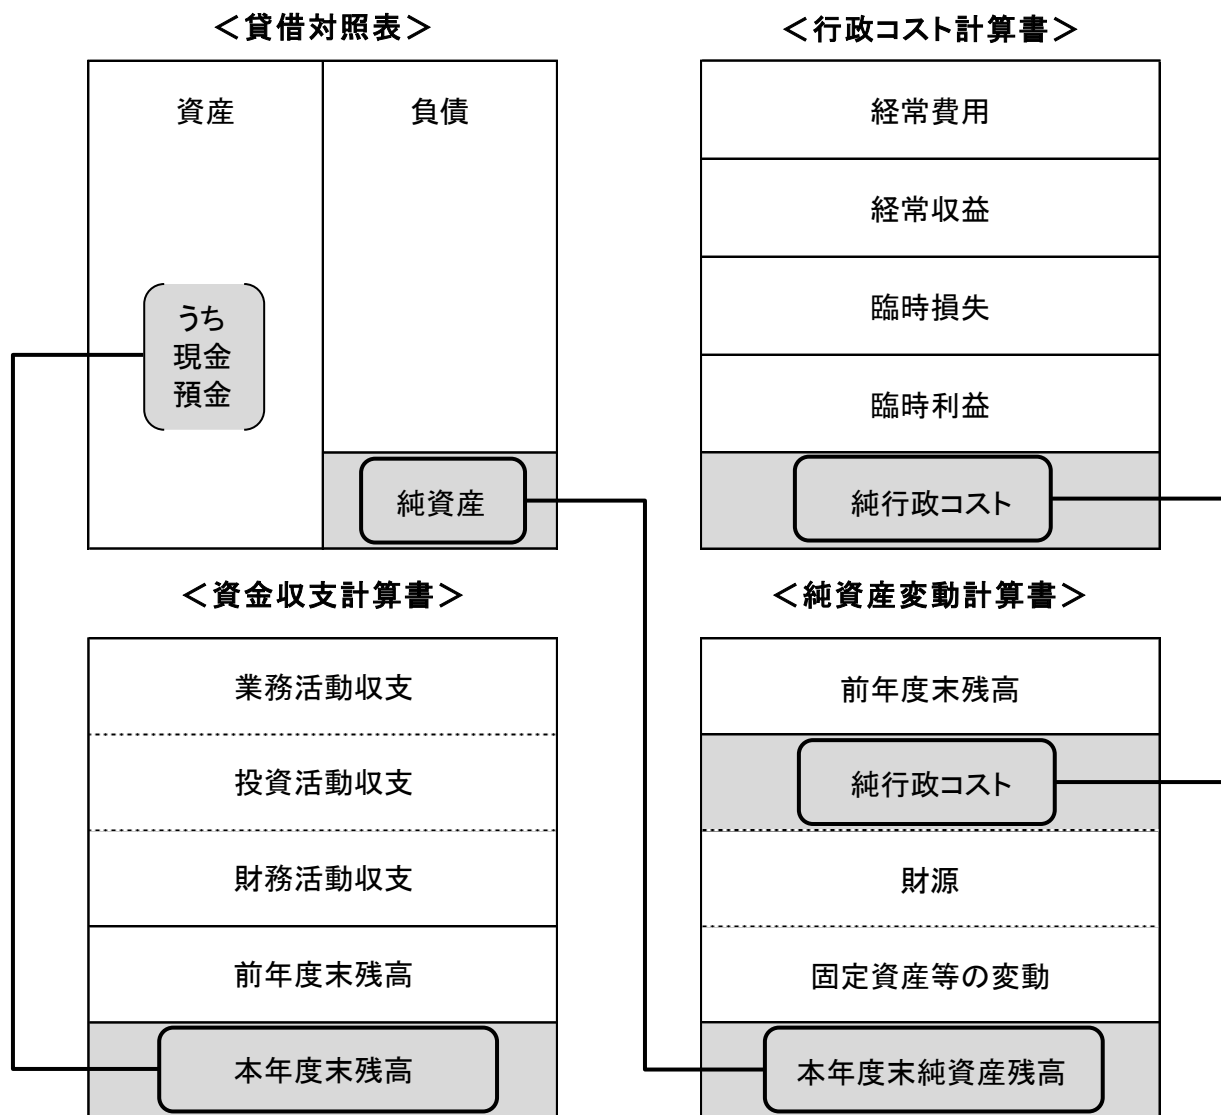 ＜貸借対照表＞
資産
負債
うち
現金
預金
純資産
＜行政コスト計算書＞
経常費用
経常収益
臨時損失
臨時利益
純行政コスト
＜資金収支計算書＞
業務活動収支
投資活動収支
財務活動収支
前年度末残高
本年度末残高
＜純資産変動計算書＞
前年度末残高
純行政コスト
財源
固定資産等の変動
本年度末純資産残高